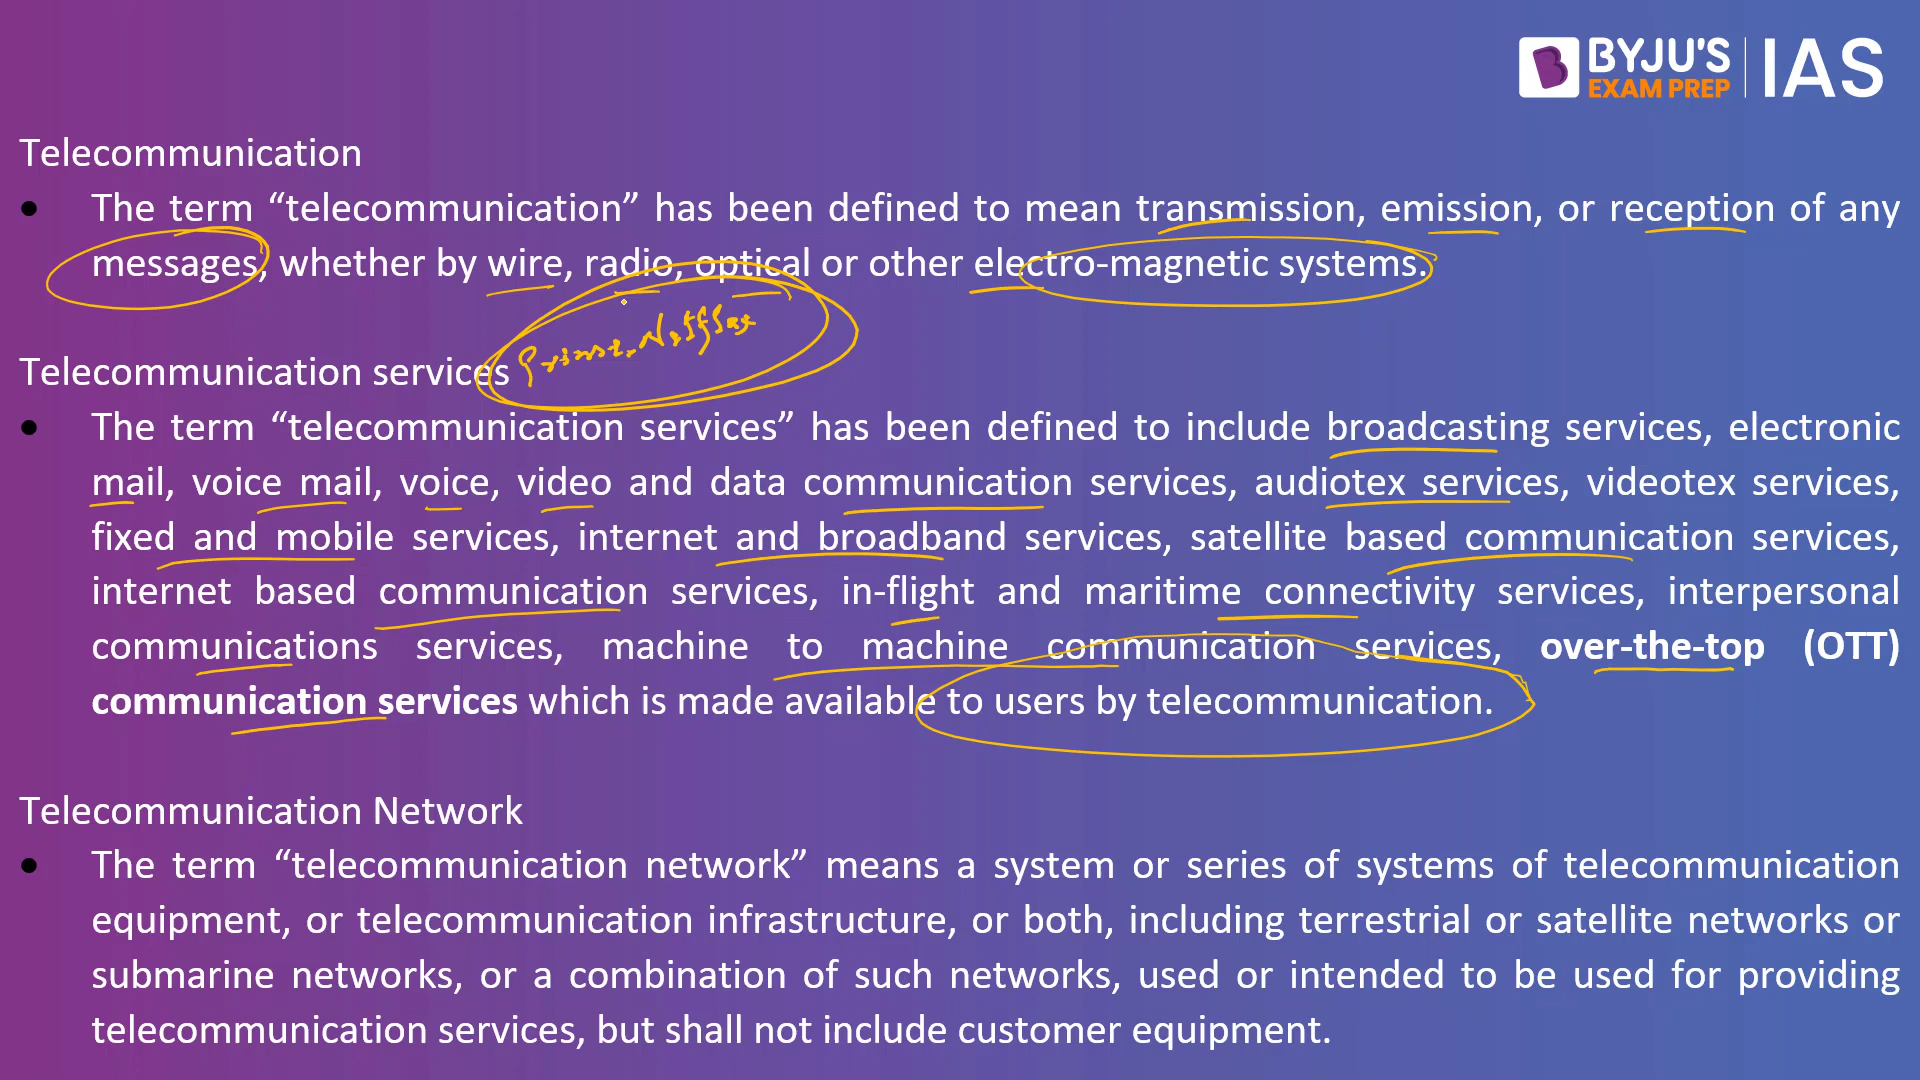 BYJU'S
EXAM PREP
IAS
Telecommunication
• The term “telecommunication” has been defined to mean transmission, emission, or reception of any
messages, whether by wire, radio, optical or other electro-magnetic systems.
Prime, Netflix
Telecommunication services
• The term “telecommunication services” has been defined to include broadcasting services, electronic
mail, voice mail, voice, video and data communication services, audiotex services, videotex services,
fixed and mobile services, internet and broadband services, satellite based communication services,
internet based communication services, in-flight and maritime connectivity services, interpersonal
communications services, machine to machine communication services, over-the-top (OTT)
communication services which is made available to users by telecommunication.
Telecommunication Network
• The term “telecommunication network” means a system or series of systems of telecommunication
equipment, or telecommunication infrastructure, or both, including terrestrial or satellite networks or
submarine networks, or a combination of such networks, used or intended to be used for providing
telecommunication services, but shall not include customer equipment.